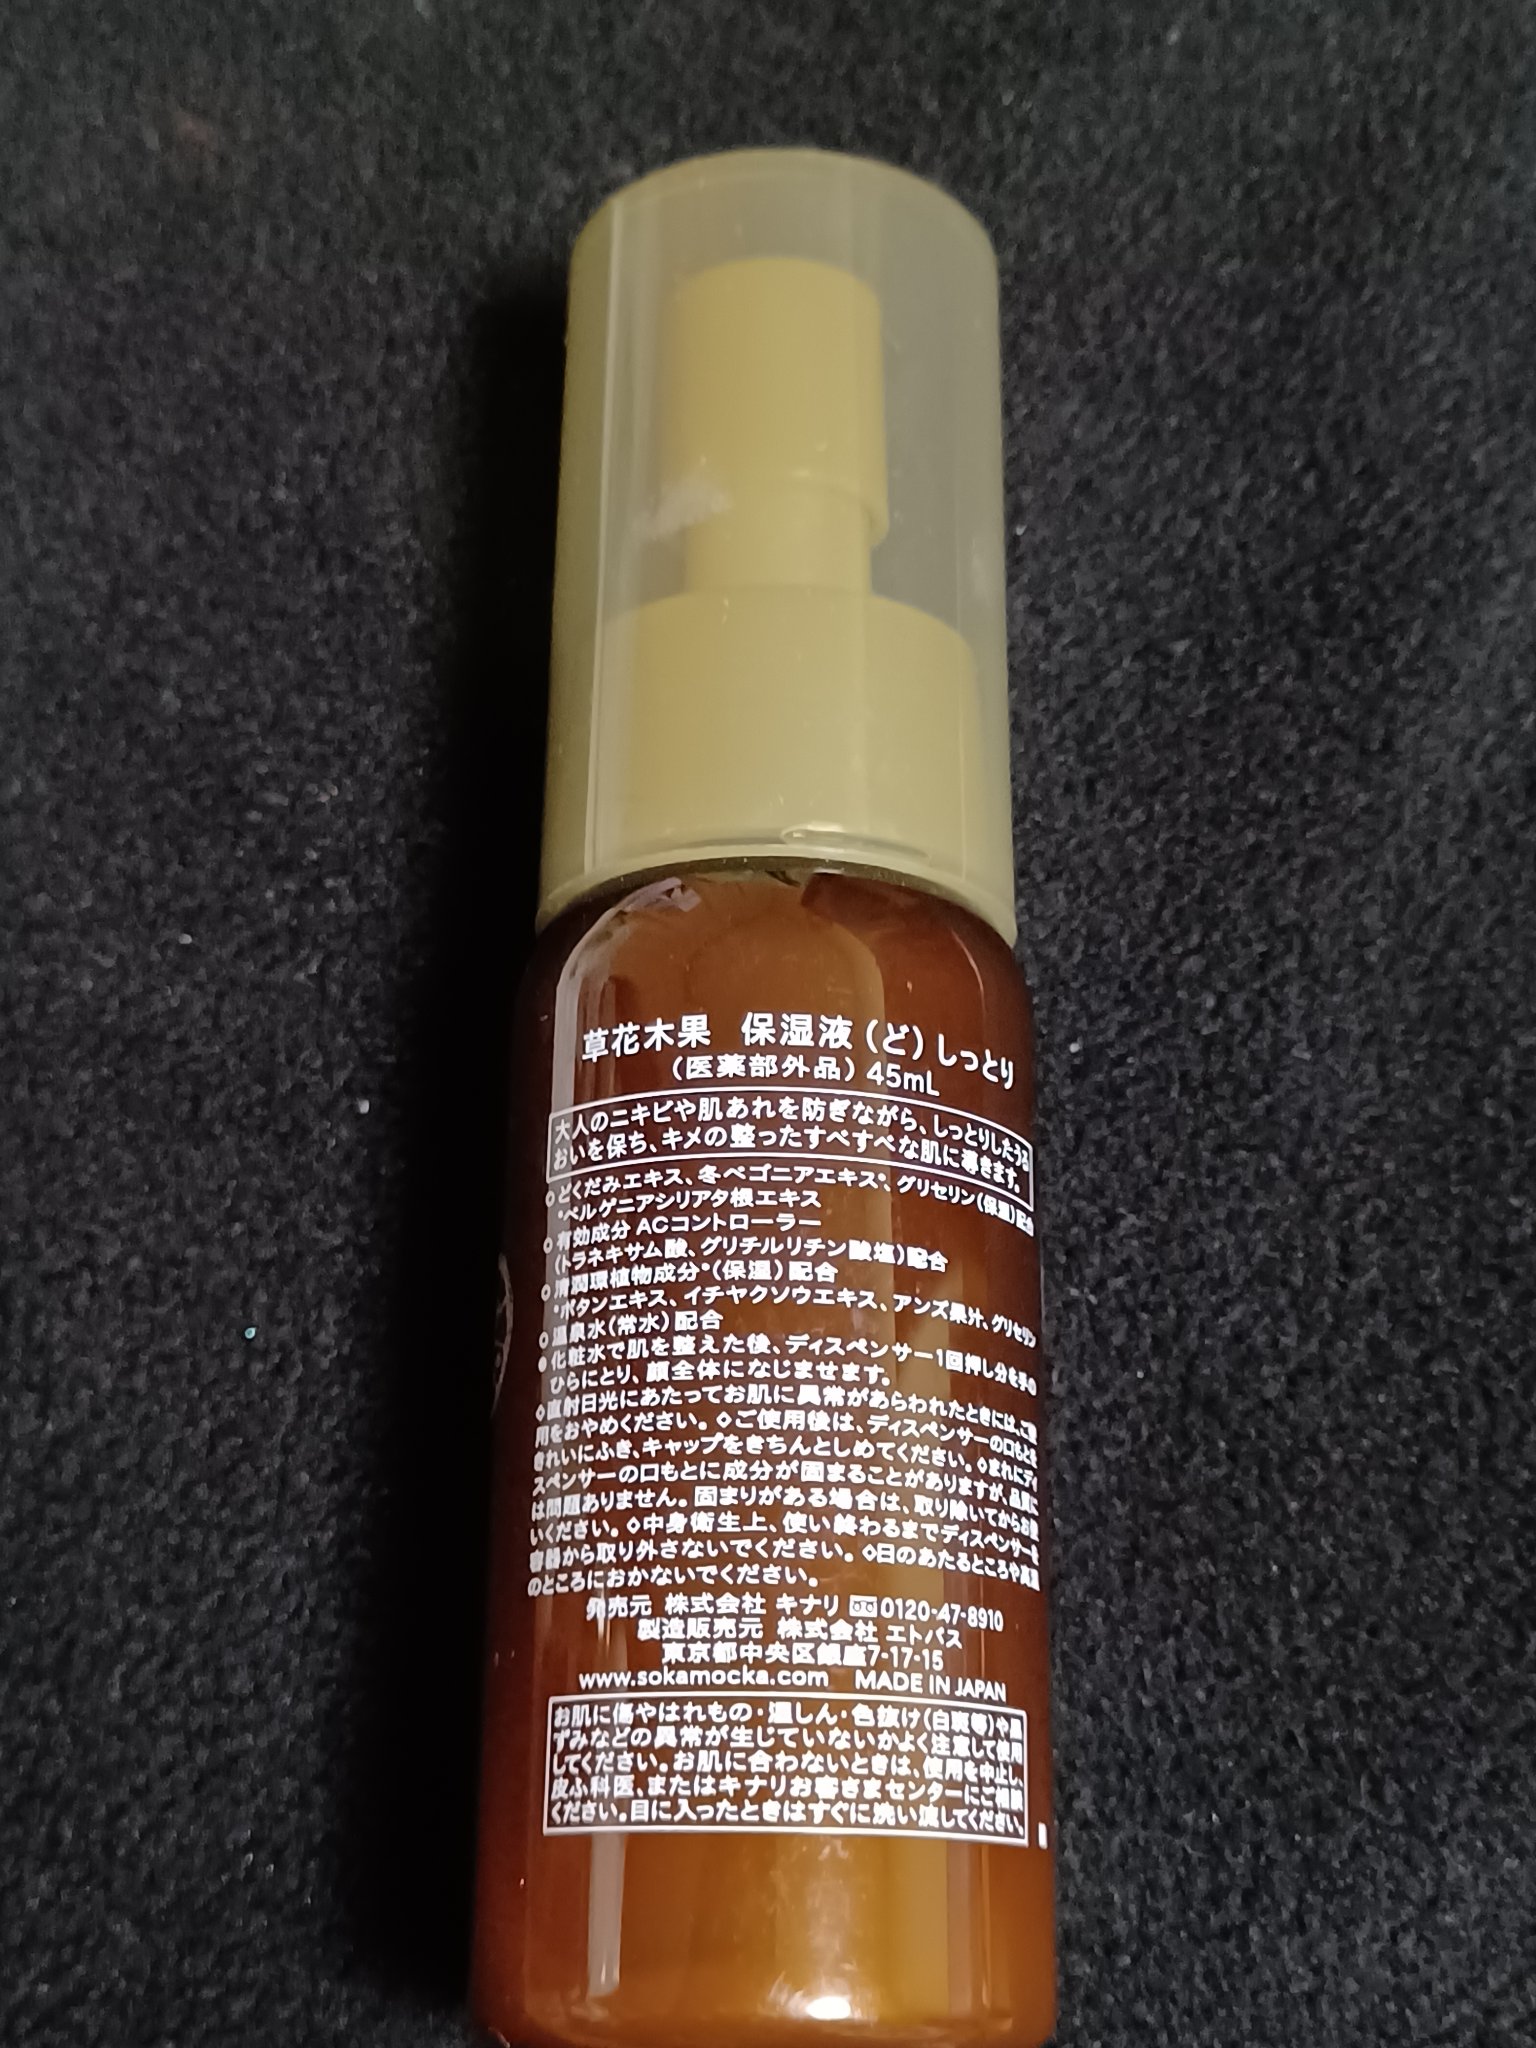 草花木果 保湿液（ど）しっとり
（医薬部外品）45mL
大人のニキビや肌あれを防ぎながら、しっとりしたうる
おいを保ち、キメの整ったすべすべな肌に導きます。
○どくだみエキス、冬ベゴニアエキス*、グリセリン（保湿）配合
*ベルゲニアシリアタ根エキス
○有効成分 ACコントローラー
（トラネキサム酸、グリチルリチン酸塩）配合
○清潤環植物成分*（保湿）配合
*ボタンエキス、イチヤクソウエキス、アンズ果汁、グリセリン
○温泉水（常水）配合
●化粧水で肌を整えた後、ディスペンサー1回押し分を手の
ひらにとり、顔全体になじませます。
◇直射日光にあたってお肌に異常があらわれたときには、ご使
用をおやめください。◇ご使用後は、ディスペンサーの口もとを
きれいにふき、キャップをきちんとしめてください。◇まれにディ
スペンサーの口もとに成分が固まることがありますが、品質に
は問題ありません。固まりがある場合は、取り除いてからお使
いください。◇中身衛生上、使い終わるまでディスペンサーを
容器から取り外さないでください。◇日のあたるところや高温
のところにおかないでください。
発売元 株式会社 キナリ 0120-47-8910
製造販売元 株式会社 エトバス
東京都中央区銀座7-17-15
www.sokamocka.com MADE IN JAPAN
お肌に傷やはれもの・湿しん・色抜け（白斑等）や黒
ずみなどの異常が生じていないかよく注意して使用
してください。お肌に合わないときは、使用を中止し、
皮ふ科医、またはキナリお客さまセンターにご相談
ください。目に入ったときはすぐに洗い流してください。